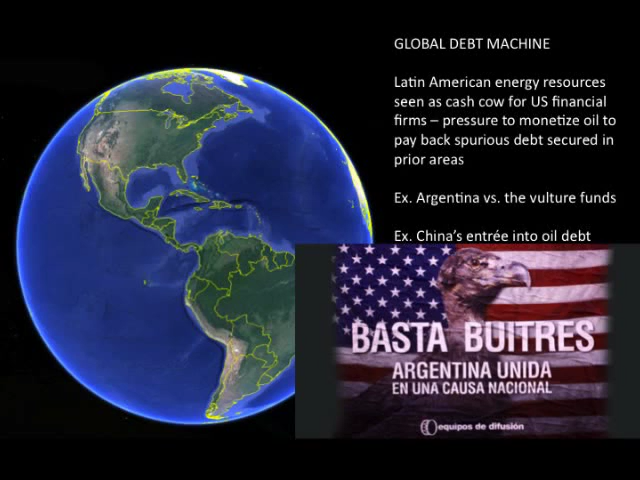 GLOBAL DEBT MACHINE
Latin American energy resources
seen as cash cow for US financial
firms – pressure to monetize oil to
pay back spurious debt secured in
prior areas
Ex. Argentina vs. the vulture funds
Ex. China's entrée into oil debt
BASTA BUITRES
ARGENTINA UNIDA
EN UNA CAUSA NACIONAL
equipos de difusión